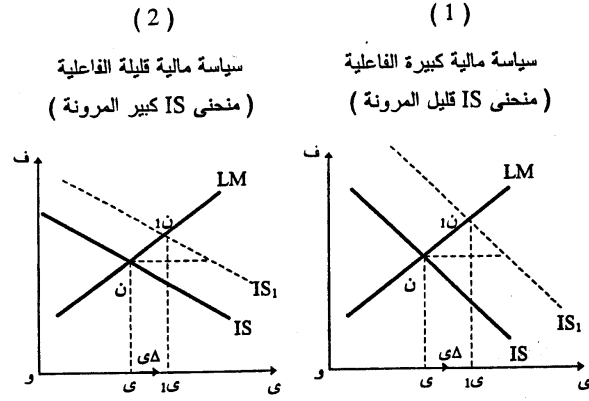 ( 1 )
سياسة مالية كبيرة الفاعلية
( منحنى IS قليل المرونة )
ف
LM
ن1
ن
IS1
IS
Δى
و
ى
ى1
ى
( 2 )
سياسة مالية قليلة الفاعلية
( منحنى IS كبير المرونة )
ف
LM
ن1
ن
IS1
IS
Δى
و
ى
ى1
ى